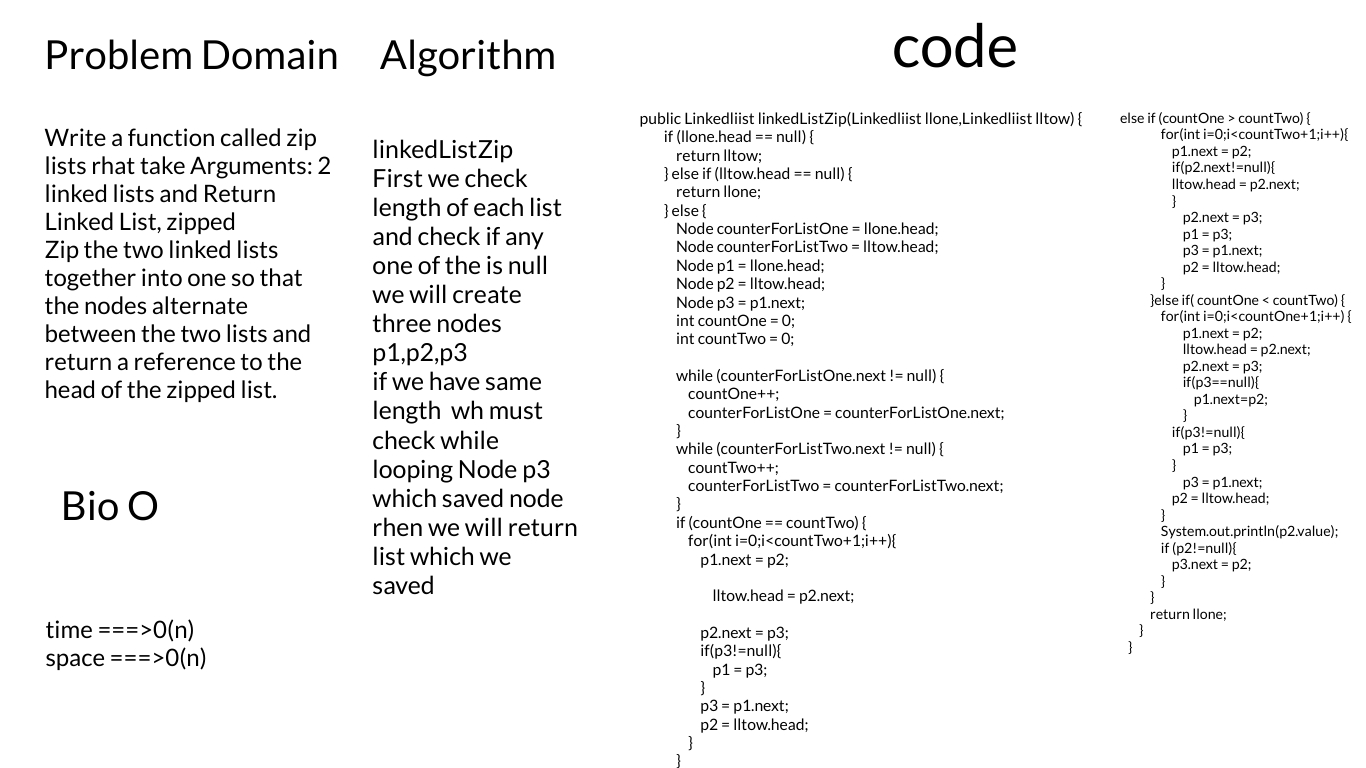 Problem Domain
Write a function called zip
lists rhat take Arguments: 2
linked lists and Return
Linked List, zipped
Zip the two linked lists
together into one so that
the nodes alternate
between the two lists and
return a reference to the
head of the zipped list.
Bio O
time ===>0(n)
space ===>0(n)
Algorithm
linkedListZip
First we check
length of each list
and check if any
one of the is null
we will create
three nodes
p1,p2,p3
if we have same
length  wh must
check while
looping Node p3
which saved node
rhen we will return
list which we
saved
code
public Linkedliist linkedListZip(Linkedliist llone,Linkedliist lltow) {
if (llone.head == null) {
return lltow;
} else if (lltow.head == null) {
return llone;
} else {
Node counterForListOne = llone.head;
Node counterForListTwo = lltow.head;
Node p1 = llone.head;
Node p2 = lltow.head;
Node p3 = p1.next;
int countOne = 0;
int countTwo = 0;
while (counterForListOne.next != null) {
countOne++;
counterForListOne = counterForListOne.next;
}
while (counterForListTwo.next != null) {
countTwo++;
counterForListTwo = counterForListTwo.next;
}
if (countOne == countTwo) {
for(int i=0;i<countTwo+1;i++){
p1.next = p2;
lltow.head = p2.next;
p2.next = p3;
if(p3!=null){
p1 = p3;
}
p3 = p1.next;
p2 = lltow.head;
}
}
else if (countOne > countTwo) {
for(int i=0;i<countTwo+1;i++){
p1.next = p2;
if(p2.next!=null){
lltow.head = p2.next;
}
p2.next = p3;
p1 = p3;
p3 = p1.next;
p2 = lltow.head;
}
}else if( countOne < countTwo) {
for(int i=0;i<countOne+1;i++) {
p1.next = p2;
lltow.head = p2.next;
p2.next = p3;
if(p3==null){
p1.next=p2;
}
if(p3!=null){
p1 = p3;
}
p3 = p1.next;
p2 = lltow.head;
}
System.out.println(p2.value);
if (p2!=null){
p3.next = p2;
}
}
return llone;
}
}